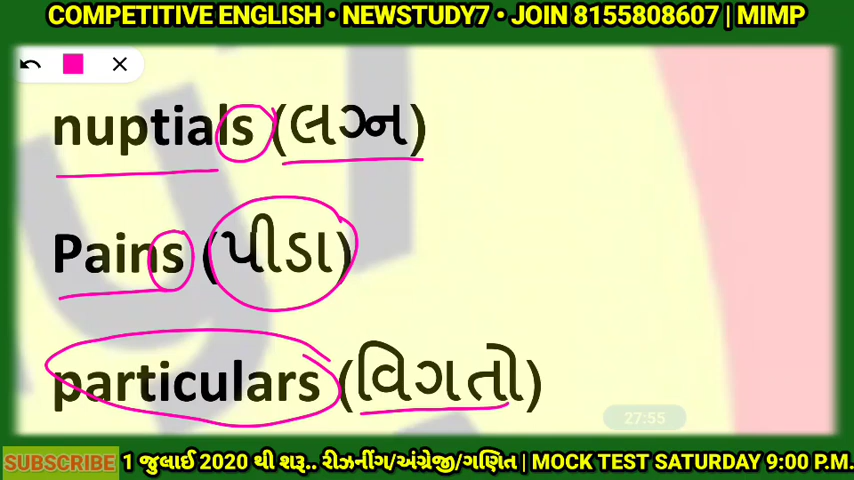 COMPETITIVE ENGLISH • NEWSTUDY7 • JOIN 8155808607 | MIMP
nuptials (લગ્ન)
Pains (પીડા)
particulars (વિગતો)
27:55
SUBSCRIBE 1 જુલાઈ 2020 થી શરૂ.. રીઝનીંગ/અંગ્રેજી/ગણિત | MOCK TEST SATURDAY 9:00 P.M.